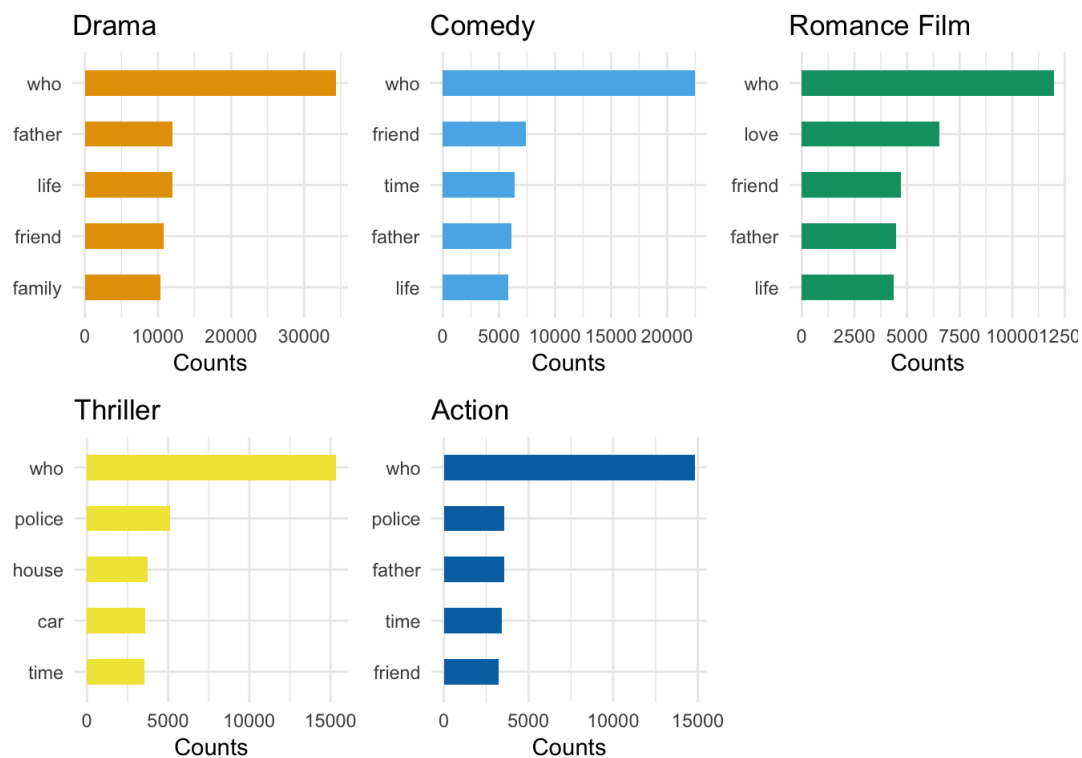 Drama
who
father
life
friend
family
0 10000 20000 30000
Counts
Comedy
who
friend
time
father
life
0 5000 10000 15000 20000
Counts
Romance Film
who
love
friend
father
life
0 2500 5000 7500 10000 1250
Counts
Thriller
who
police
house
car
time
0 5000 10000 15000
Counts
Action
who
police
father
time
friend
0 5000 10000 15000
Counts